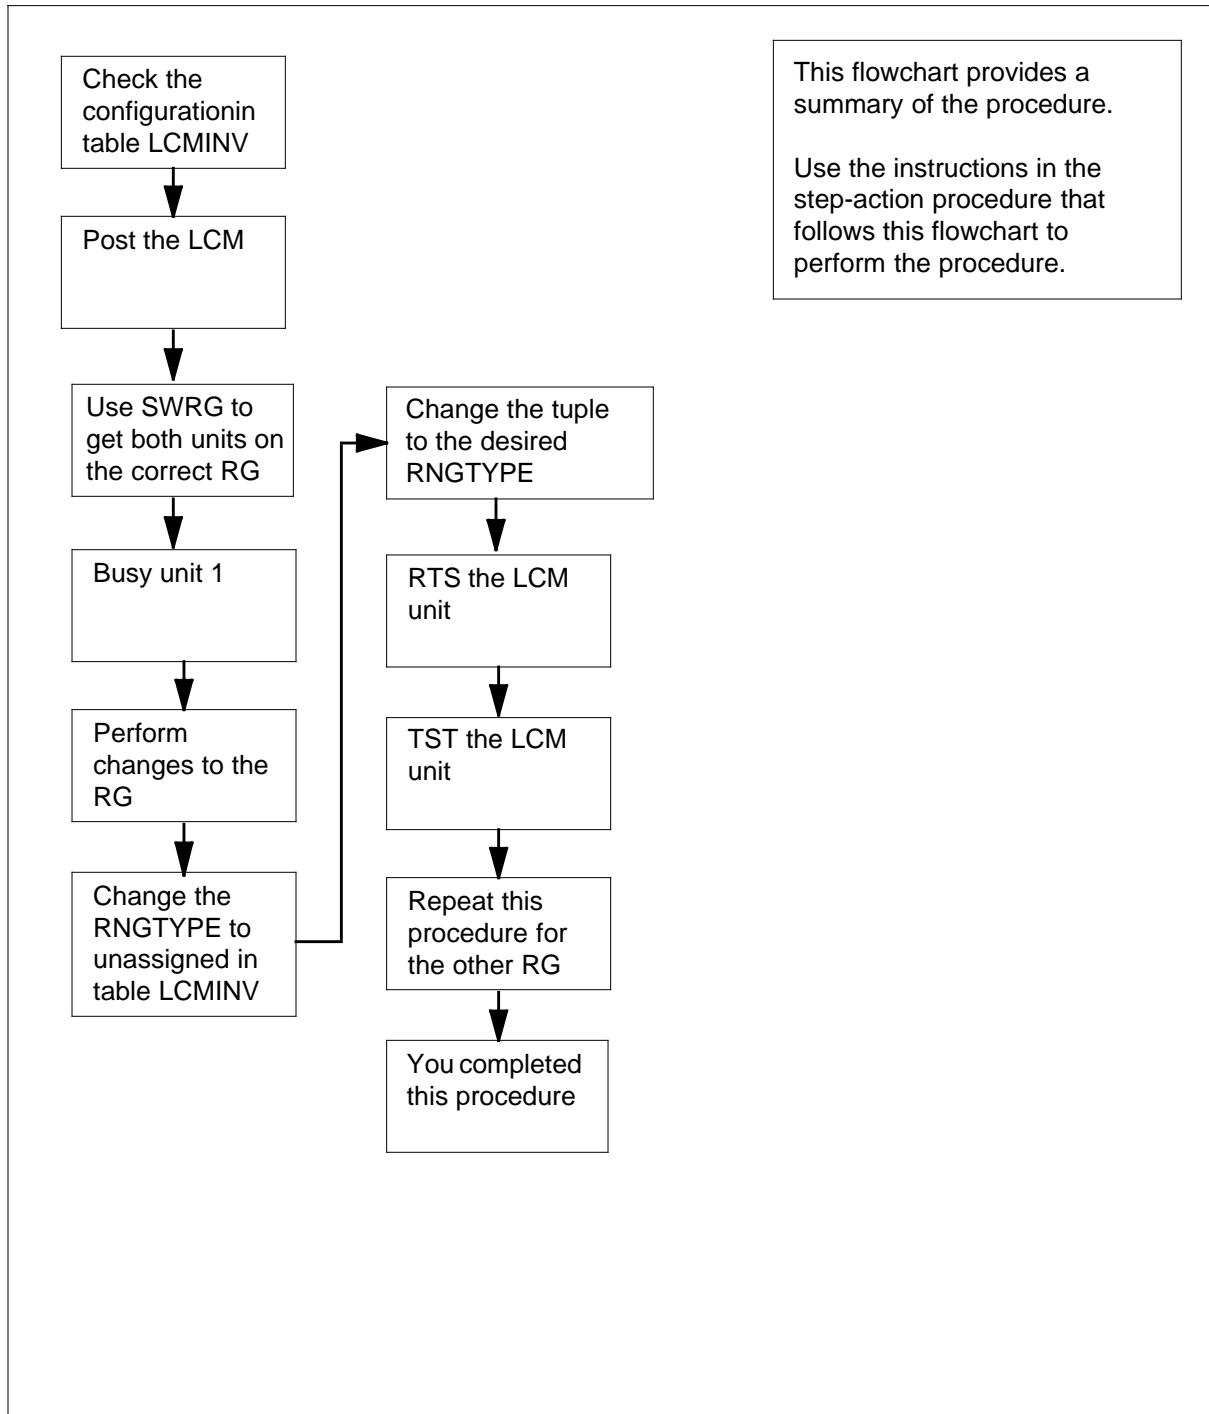 Check the
configurationin
table LCMINV
Post the LCM
Use SWRG to
get both units on
the correct RG
Busy unit 1
Perform
changes to the
RG
Change the
RNGTYPE to
unassigned in
table LCMINV
Change the tuple
to the desired
RNGTYPE
RTS the LCM
unit
TST the LCM
unit
Repeat this
procedure for
the other RG
You completed
this procedure
This flowchart provides a
summary of the procedure.
Use the instructions in the
step-action procedure that
follows this flowchart to
perform the procedure.